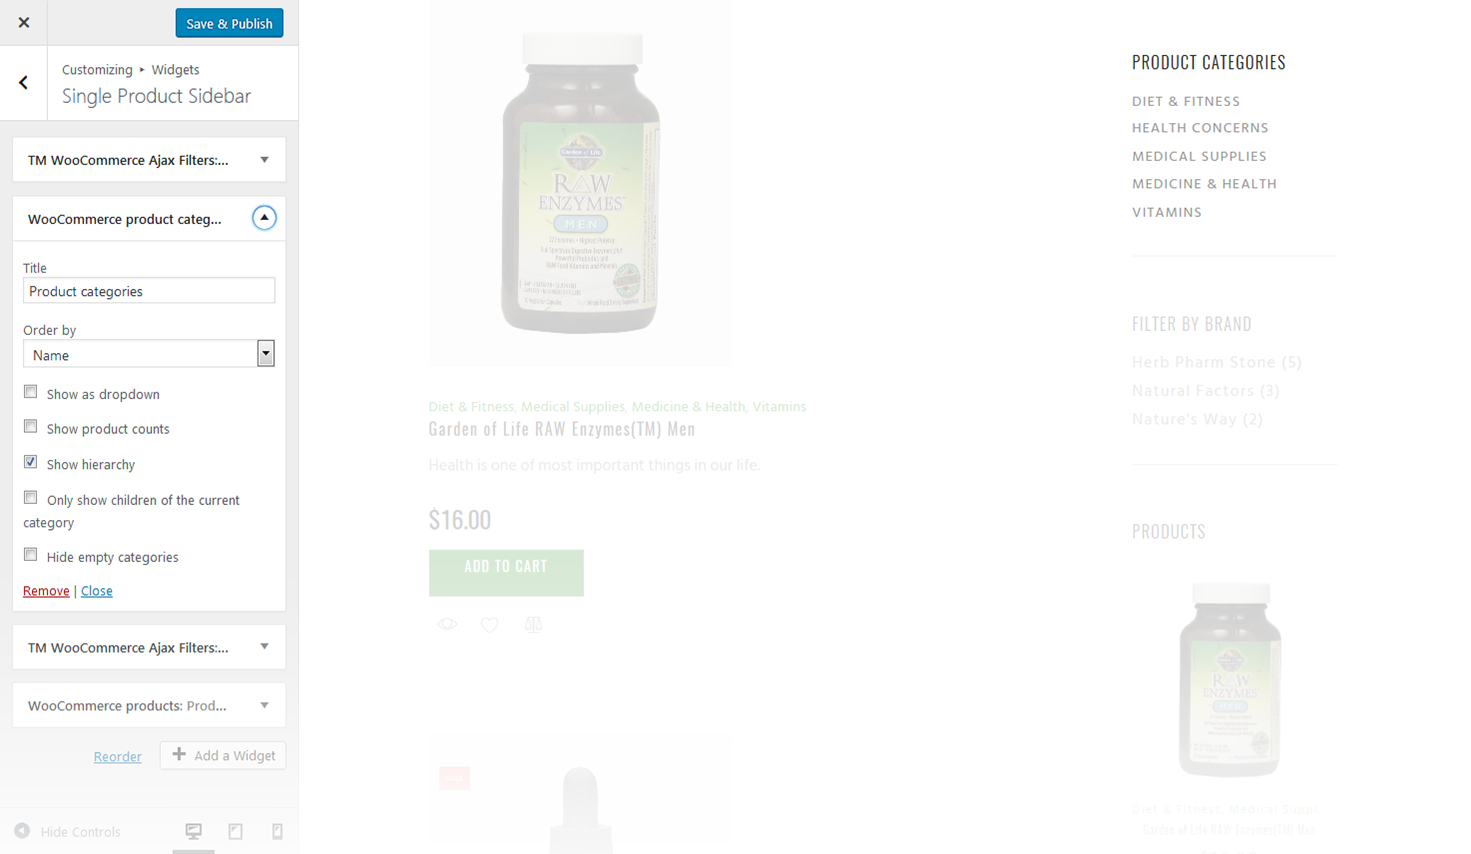 Save & Publish
Customizing ▸ Widgets
Single Product Sidebar
TM WooCommerce Ajax Filters:...
WooCommerce product categ...
Title
Product categories
Order by
Name
Show as dropdown
Show product counts
Show hierarchy
Only show children of the current
category
Hide empty categories
Remove | Close
TM WooCommerce Ajax Filters:...
WooCommerce products: Prod...
Reorder
Add a Widget
Hide Controls
Garden of Life
RAW
ENZYMES™
MEN
Diet & Fitness, Medical Supplies, Medicine & Health, Vitamins
Garden of Life RAW Enzymes(TM) Men
Health is one of most important things in our life.
$16.00
ADD TO CART
PRODUCT CATEGORIES
DIET & FITNESS
HEALTH CONCERNS
MEDICAL SUPPLIES
MEDICINE & HEALTH
VITAMINS
FILTER BY BRAND
Herb Pharm Stone (5)
Natural Factors (3)
Nature's Way (2)
PRODUCTS
RAW
ENZYMES
MEN
Diet & Fitness, Medical Suppl
Garden of Life RAW Enzymes(TM) Men